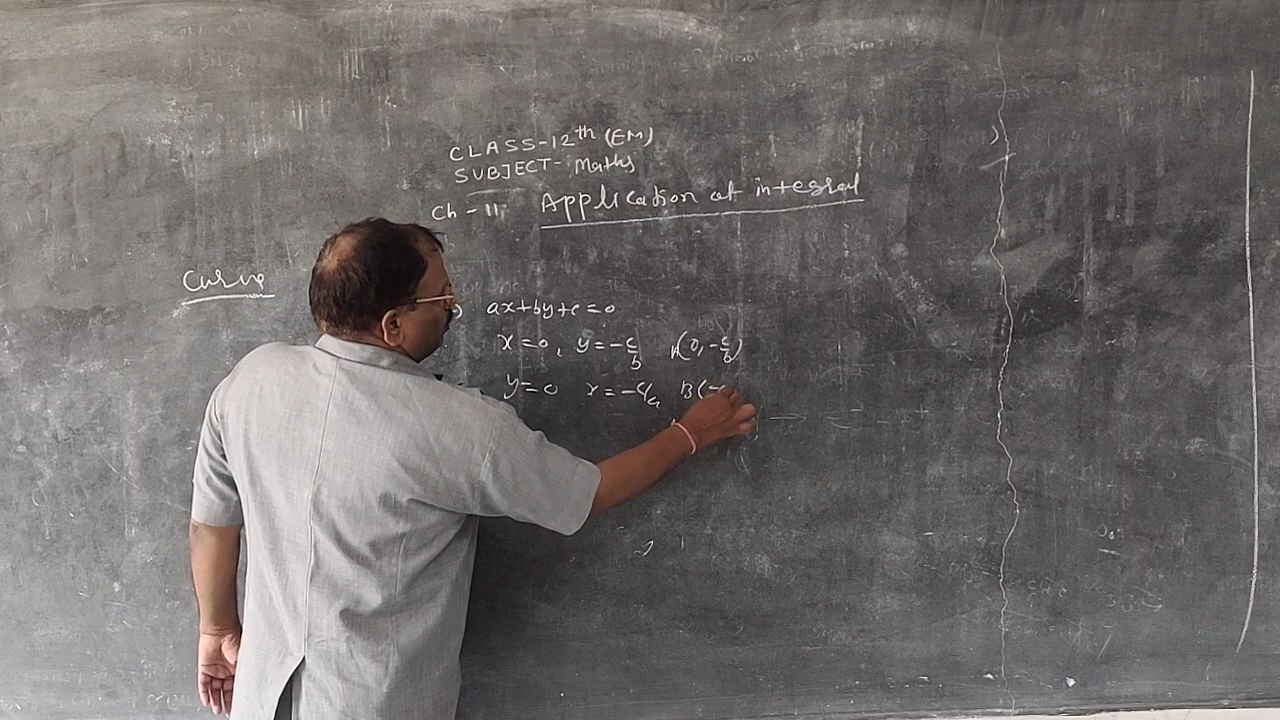 CLASS-12th (EM)
SUBJECT-: Maths
Ch - 11, Application of integral
Curve
) ax+by+c=0
x=0, y=-c/b A(0, -c/b)
y=0 x=-c/a B(-